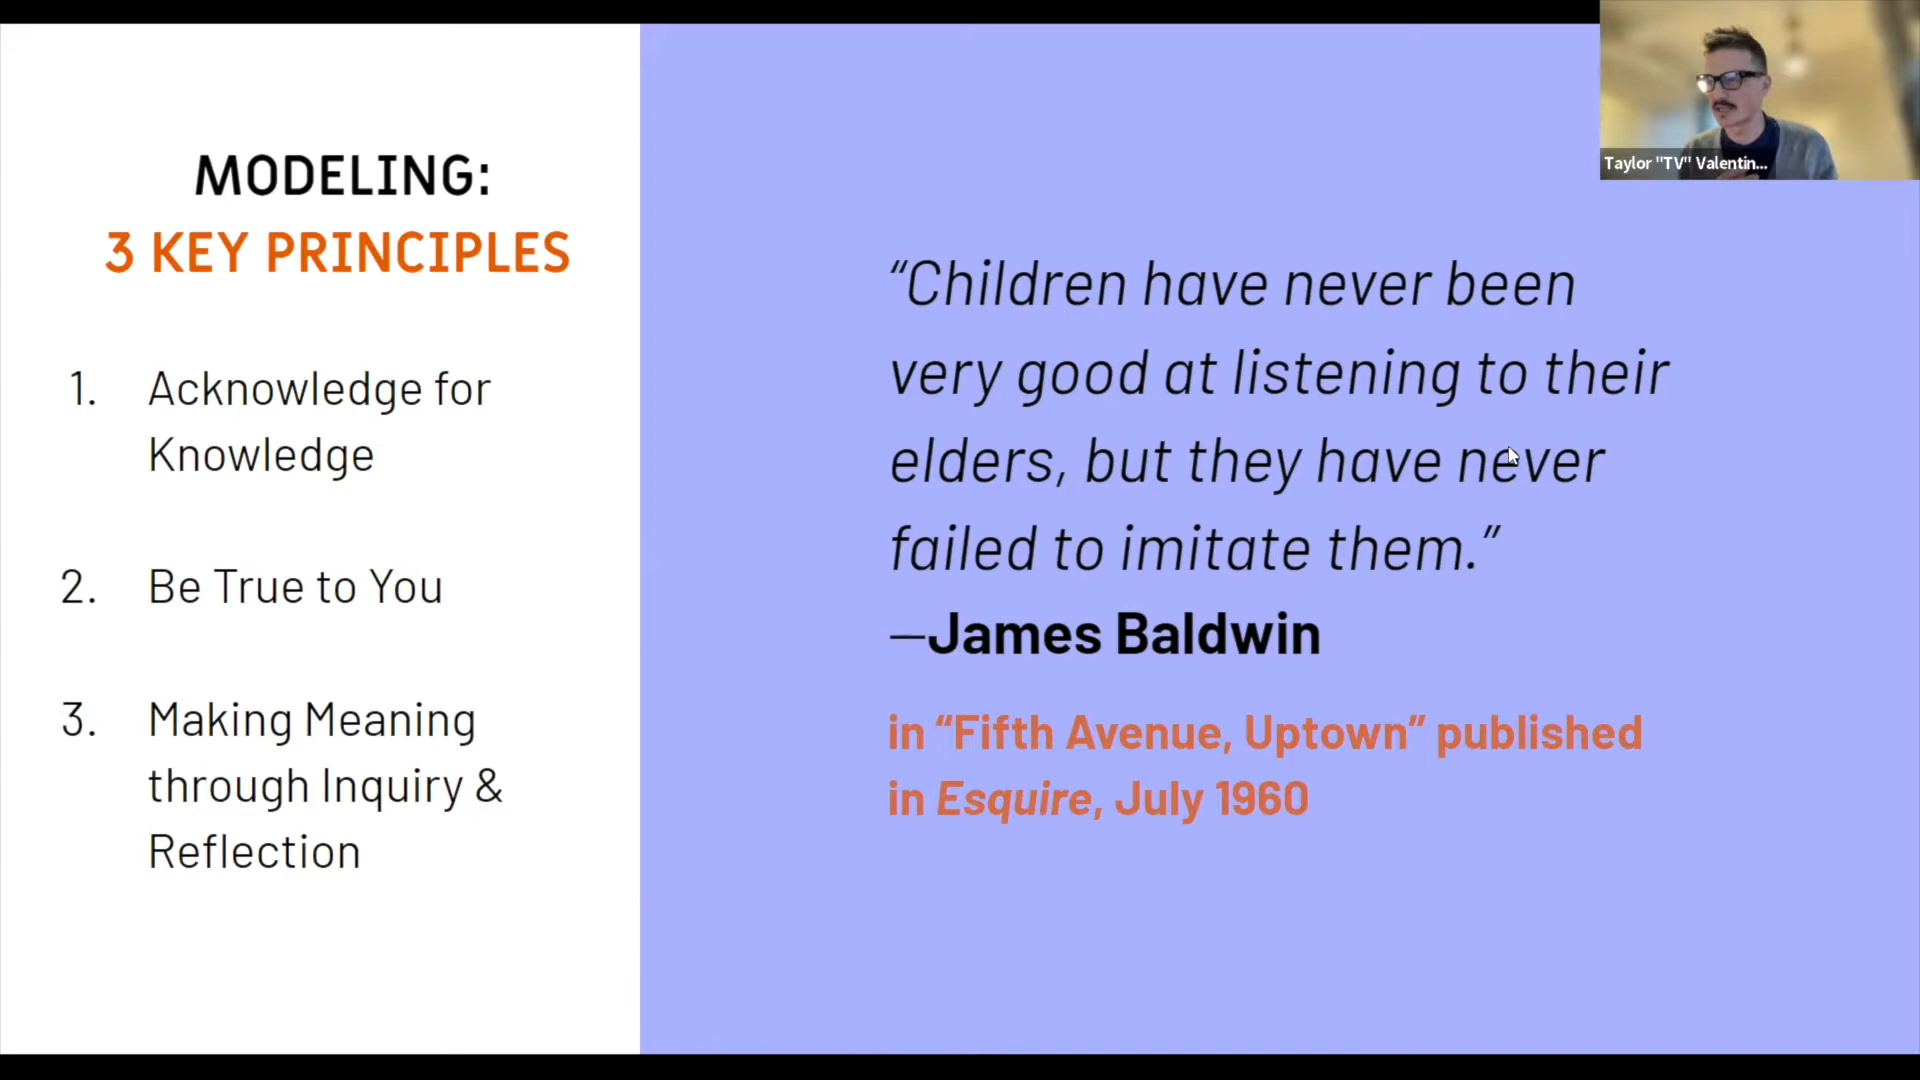 MODELING:
3 KEY PRINCIPLES
1. Acknowledge for
Knowledge
2. Be True to You
3. Making Meaning
through Inquiry &
Reflection
“Children have never been
very good at listening to their
elders, but they have never
failed to imitate them.”
—James Baldwin
in “Fifth Avenue, Uptown” published
in Esquire, July 1960
Taylor "TV" Valentin...